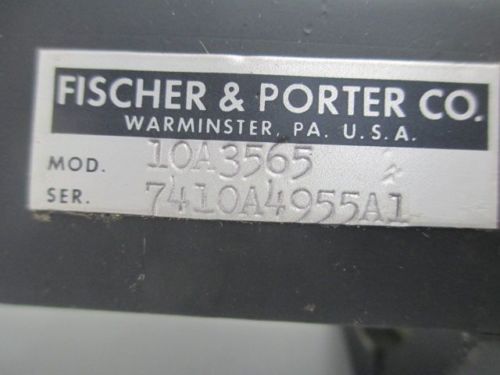 FISCHER & PORTER CO.
WARMINSTER, PA. U.S.A.
MOD. 10A3565
SER. 7410A4955A1